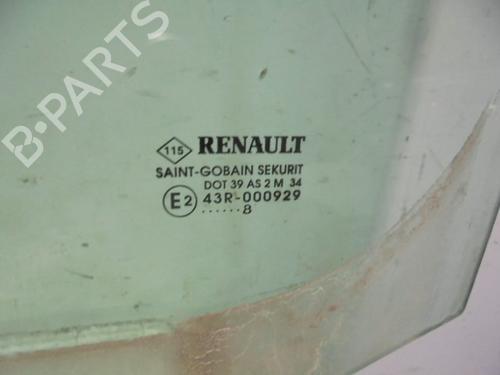 B-PARTS
115 RENAULT
SAINT-GOBAIN SEKURIT
DOT 39 AS 2 M 34
E2 43R-000929
......8